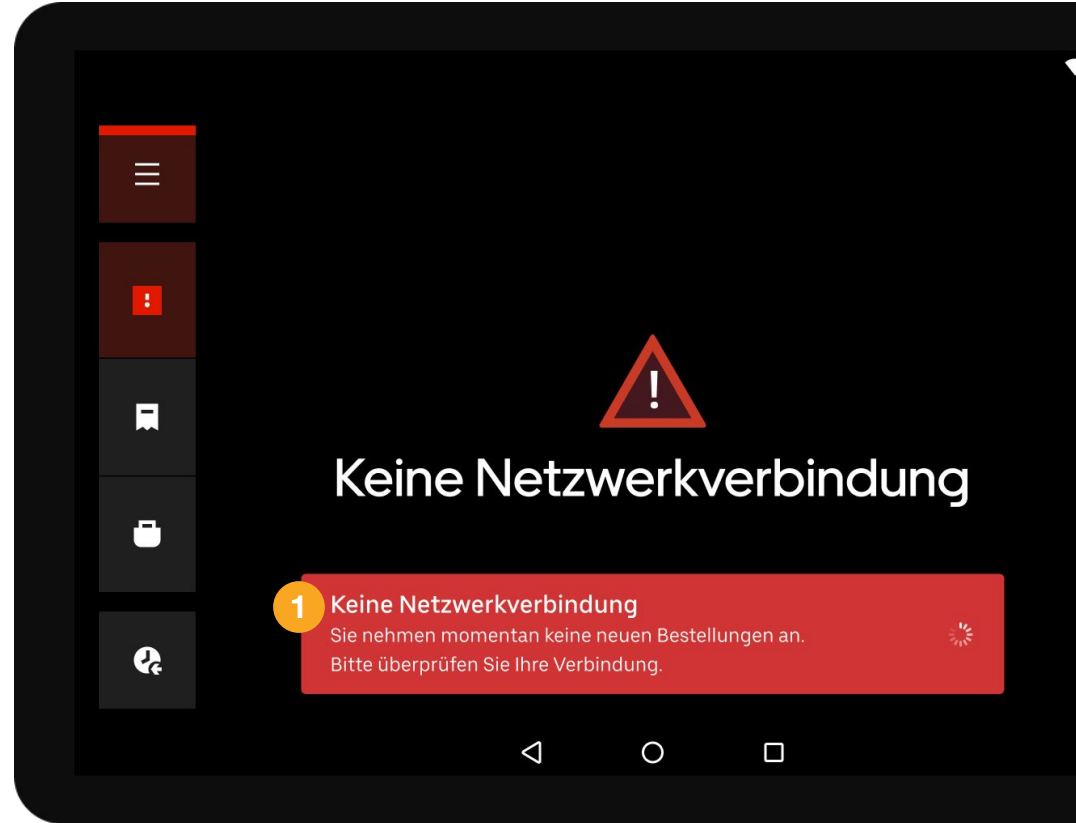 Keine Netzwerkverbindung
1
Keine Netzwerkverbindung
Sie nehmen momentan keine neuen Bestellungen an.
Bitte überprüfen Sie Ihre Verbindung.